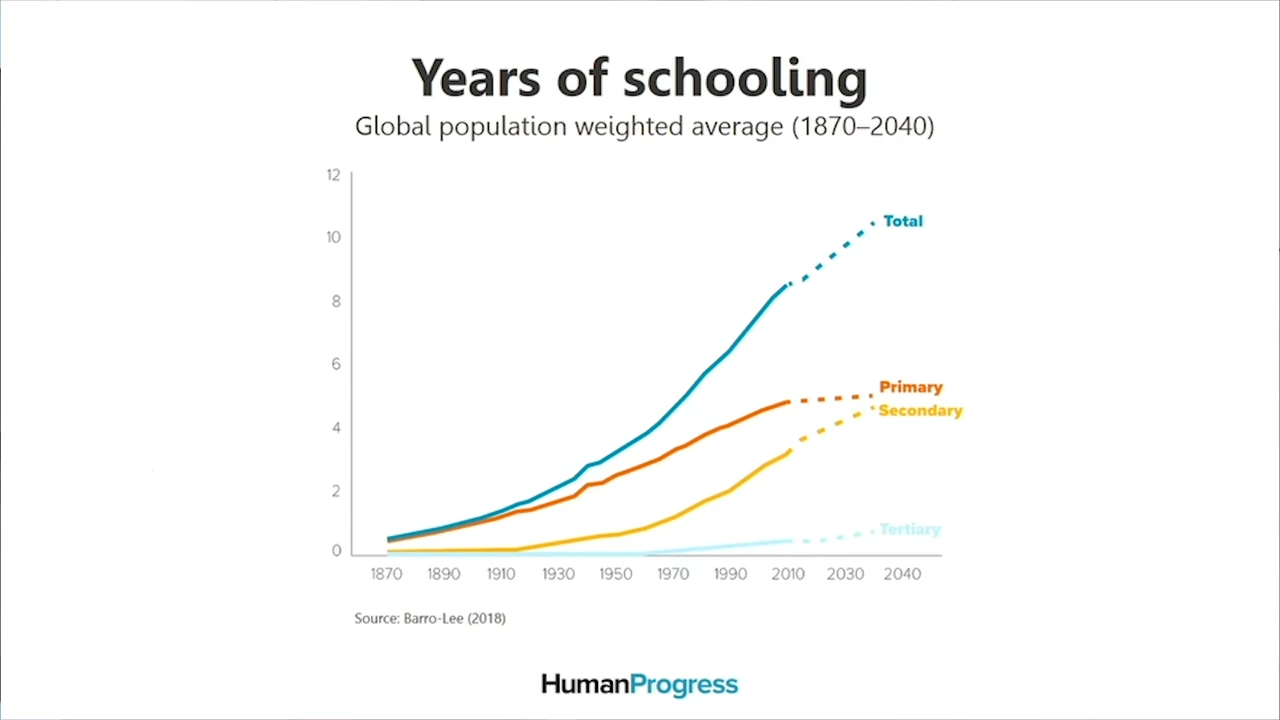 Years of schooling
Global population weighted average (1870–2040)
12
10
8
6
4
2
0
Total
Primary
Secondary
Tertiary
1870 1890 1910 1930 1950 1970 1990 2010 2030 2040
Source: Barro-Lee (2018)
HumanProgress